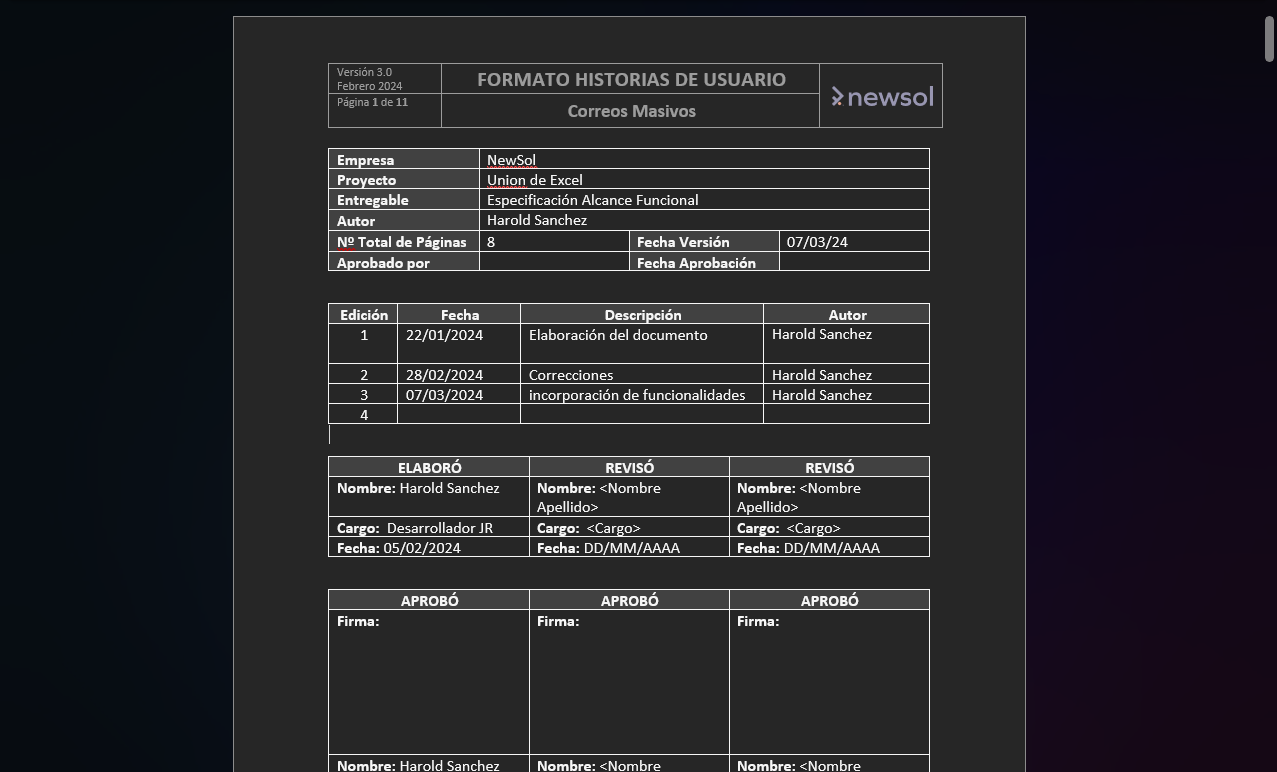 Versión 3.0
Febrero 2024
Página 1 de 11
FORMATO HISTORIAS DE USUARIO
Correos Masivos
newsol
Empresa NewSol
Proyecto Union de Excel
Entregable Especificación Alcance Funcional
Autor Harold Sanchez
Nº Total de Páginas 8 Fecha Versión 07/03/24
Aprobado por Fecha Aprobación
Edición Fecha Descripción Autor
1 22/01/2024 Elaboración del documento Harold Sanchez
2 28/02/2024 Correcciones Harold Sanchez
3 07/03/2024 incorporación de funcionalidades Harold Sanchez
4
ELABORÓ REVISÓ REVISÓ
Nombre: Harold Sanchez Nombre: <Nombre Nombre: <Nombre
Apellido> Apellido>
Cargo: Desarrollador JR Cargo: <Cargo> Cargo: <Cargo>
Fecha: 05/02/2024 Fecha: DD/MM/AAAA Fecha: DD/MM/AAAA
APROBÓ APROBÓ APROBÓ
Firma: Firma: Firma:
Nombre: Harold Sanchez Nombre: <Nombre Nombre: <Nombre